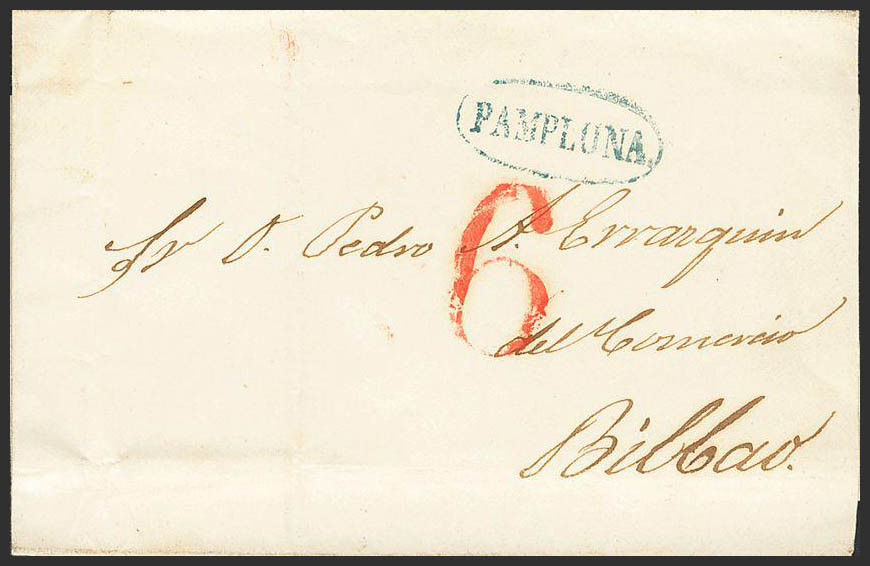 PAMPLONA.
6
Sr D. Pedro A. Errarquin
del Comercio
Bilbao.